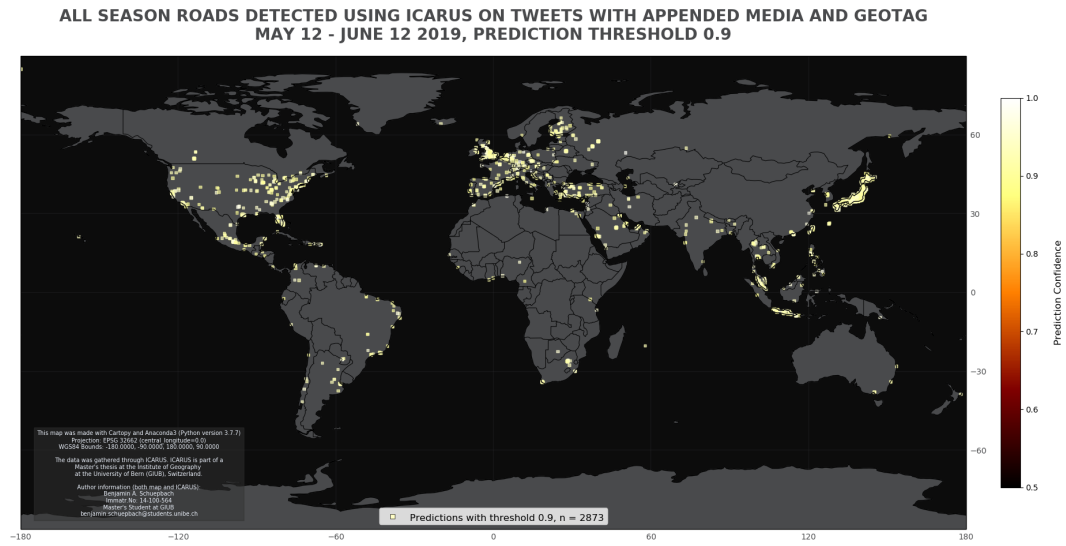 ALL SEASON ROADS DETECTED USING ICARUS ON TWEETS WITH APPENDED MEDIA AND GEOTAG
MAY 12 - JUNE 12 2019, PREDICTION THRESHOLD 0.9
1.0
0.9
0.8
0.7
0.6
0.5
Prediction Confidence
60
30
0
−30
−60
This map was made with Cartopy and Anaconda3 (Python version 3.7.7)
Projection: EPSG 32662 (central_longitude=0.0)
WGS84 Bounds: -180.0000, -90.0000, 180.0000, 90.0000
The data was gathered through ICARUS. ICARUS is part of a
Master's thesis at the Institute of Geography
at the University of Bern (GIUB), Switzerland.
Author information (both map and ICARUS):
Benjamin A. Schuepbach
Immatr.No: 14-100-564
Master's Student at GIUB
benjamin.schuepbach@students.unibe.ch
Predictions with threshold 0.9, n = 2873
−180
−120
−60
0
60
120
180